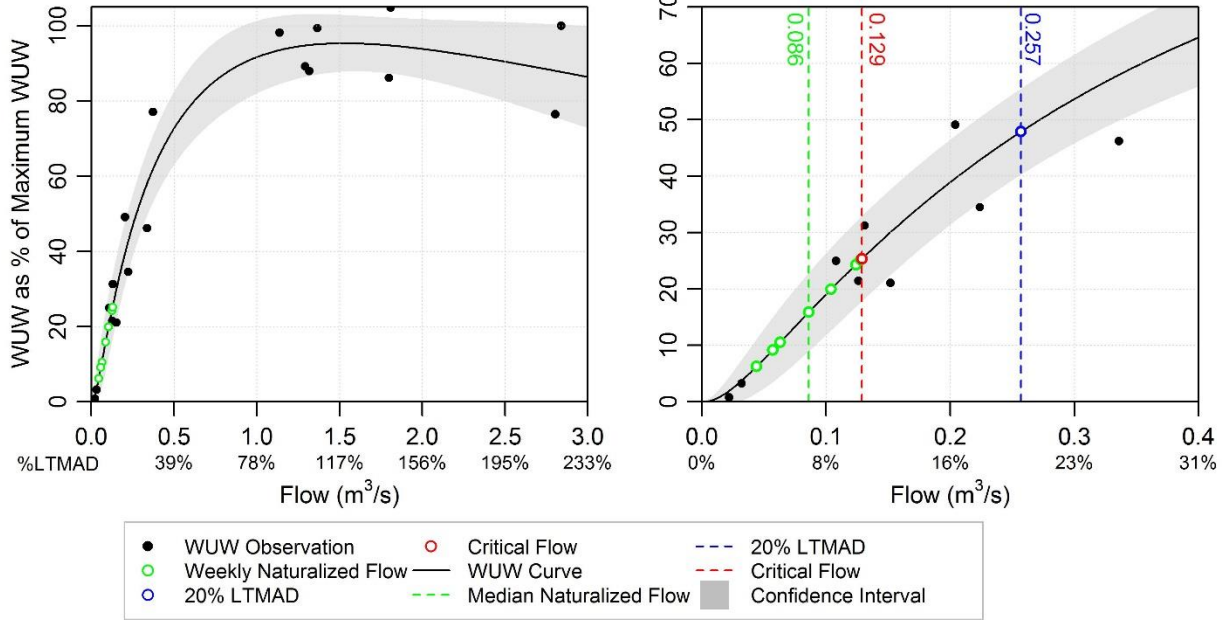 WUW as % of Maximum WUW
100
80
60
40
20
0
0.0 0.5 1.0 1.5 2.0 2.5 3.0
%LTMAD 39% 78% 117% 156% 195% 233%
Flow (m³/s)
70
60
50
40
30
20
10
0
0.086
0.129
0.257
0.0 0.1 0.2 0.3 0.4
0% 8% 16% 23% 31%
Flow (m³/s)
WUW Observation Critical Flow 20% LTMAD
Weekly Naturalized Flow WUW Curve Critical Flow
20% LTMAD Median Naturalized Flow Confidence Interval